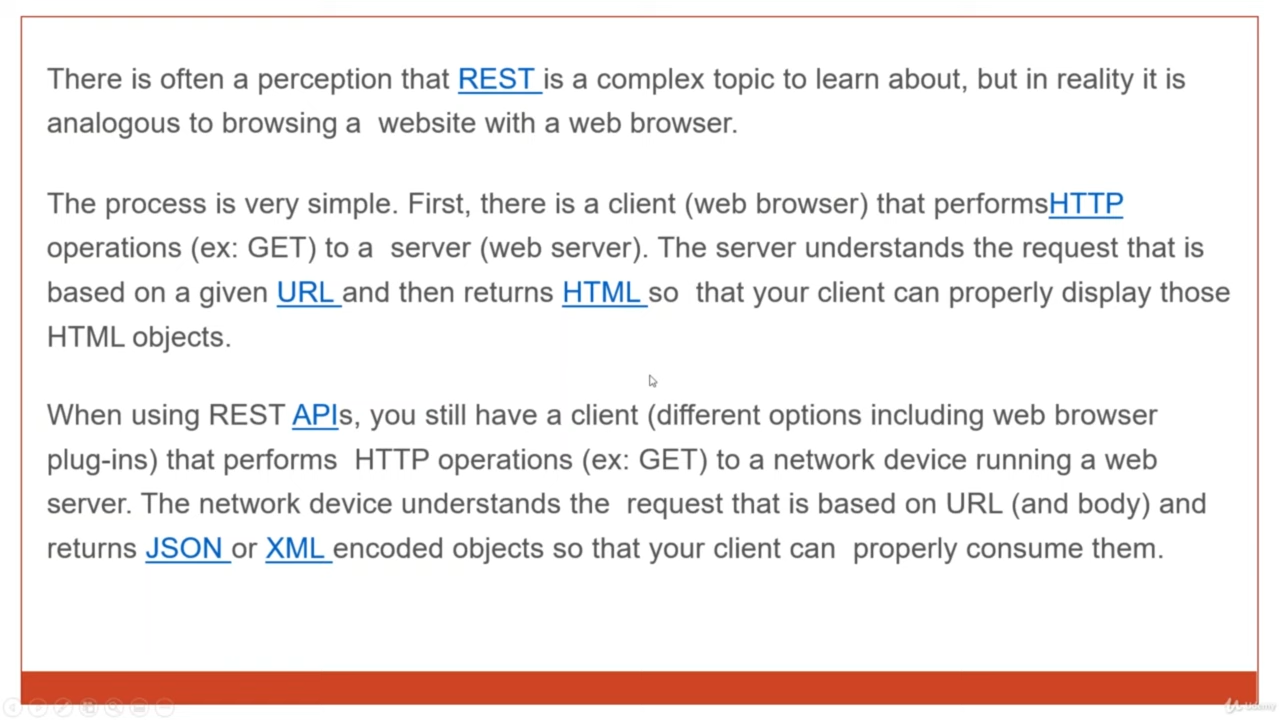 There is often a perception that REST is a complex topic to learn about, but in reality it is
analogous to browsing a website with a web browser.
The process is very simple. First, there is a client (web browser) that performsHTTP
operations (ex: GET) to a server (web server). The server understands the request that is
based on a given URL and then returns HTML so that your client can properly display those
HTML objects.
When using REST APIs, you still have a client (different options including web browser
plug-ins) that performs HTTP operations (ex: GET) to a network device running a web
server. The network device understands the request that is based on URL (and body) and
returns JSON or XML encoded objects so that your client can properly consume them.
Udemy